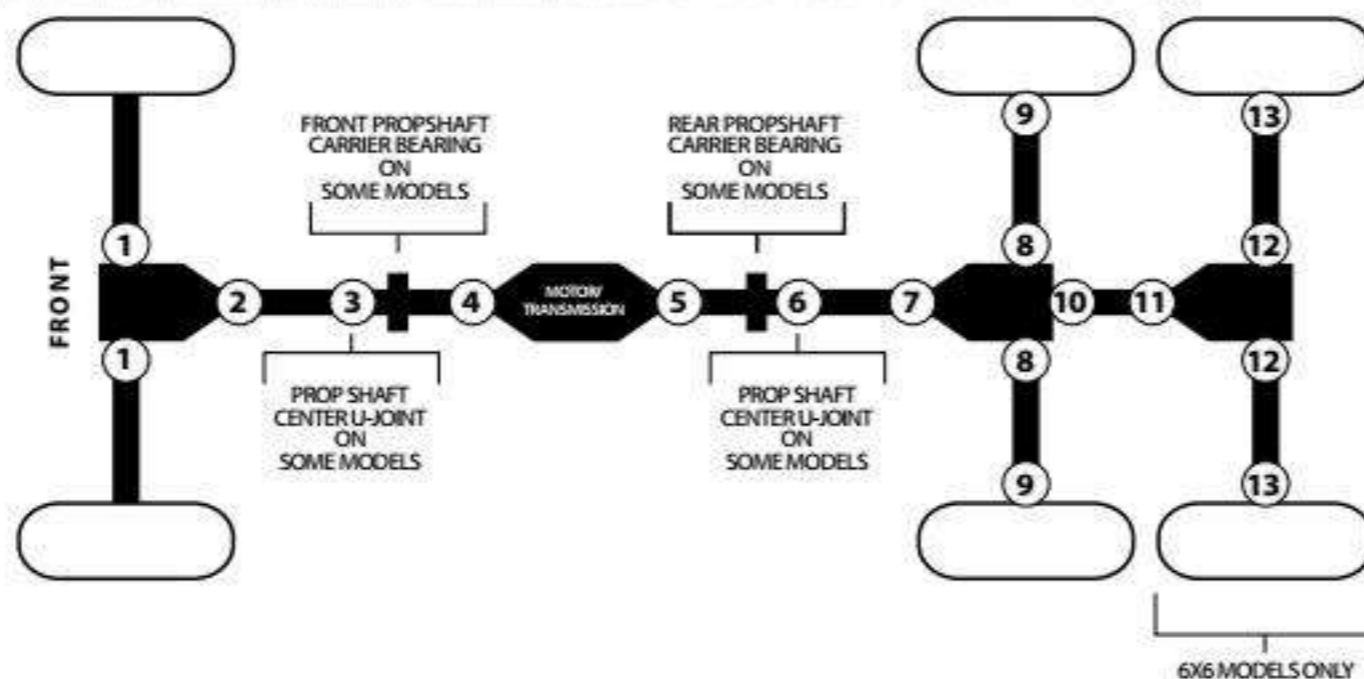 9
13
FRONT PROPSHAFT
CARRIER BEARING
ON
SOME MODELS
REAR PROPSHAFT
CARRIER BEARING
ON
SOME MODELS
1
8
12
FRONT
2
3
4
MOTOR/
TRANSMISSION
5
6
7
10
11
1
8
12
PROP SHAFT
CENTER U-JOINT
ON
SOME MODELS
PROP SHAFT
CENTER U-JOINT
ON
SOME MODELS
9
13
6X6 MODELS ONLY